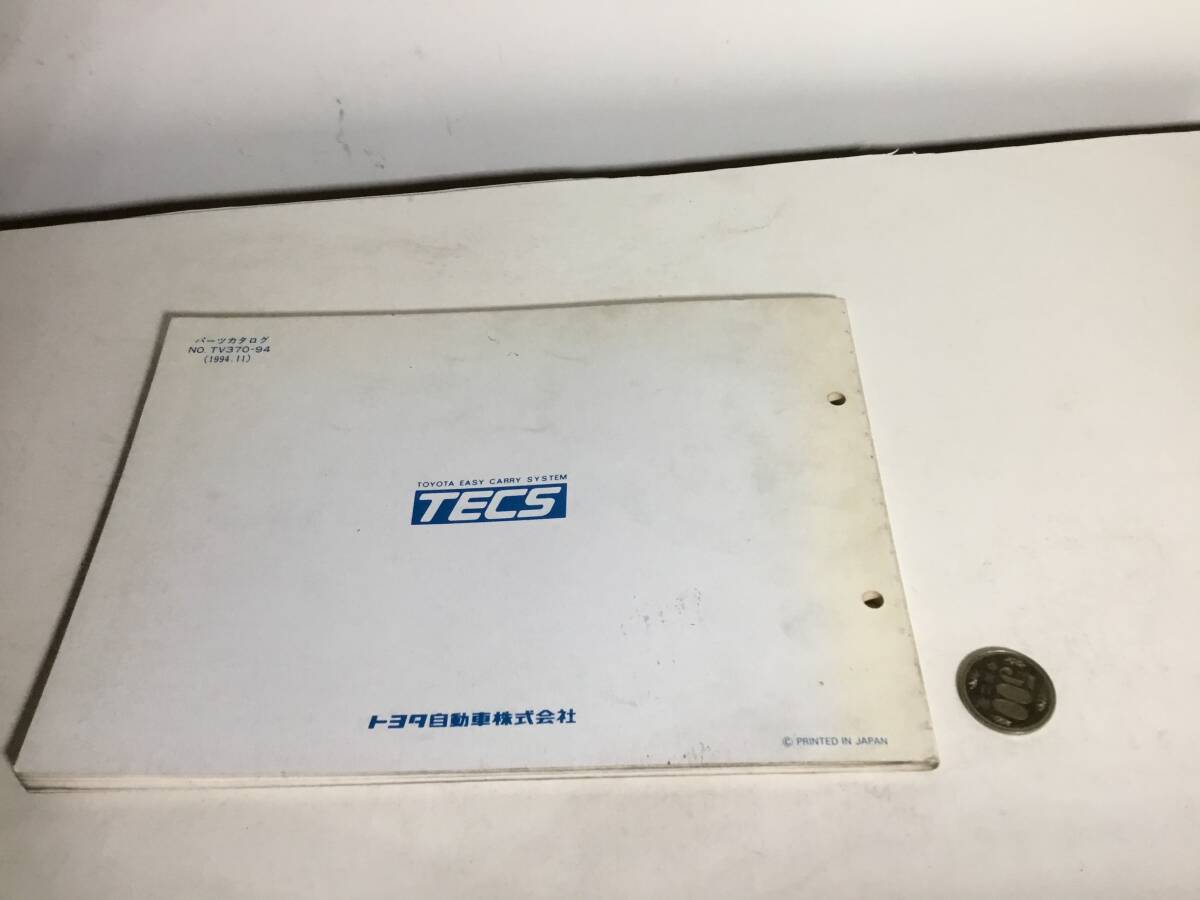 パーツカタログ
NO. TV370-94
(1994.11)
TOYOTA EASY CARRY SYSTEM
TECS
トヨタ自動車株式会社
© PRINTED IN JAPAN
500